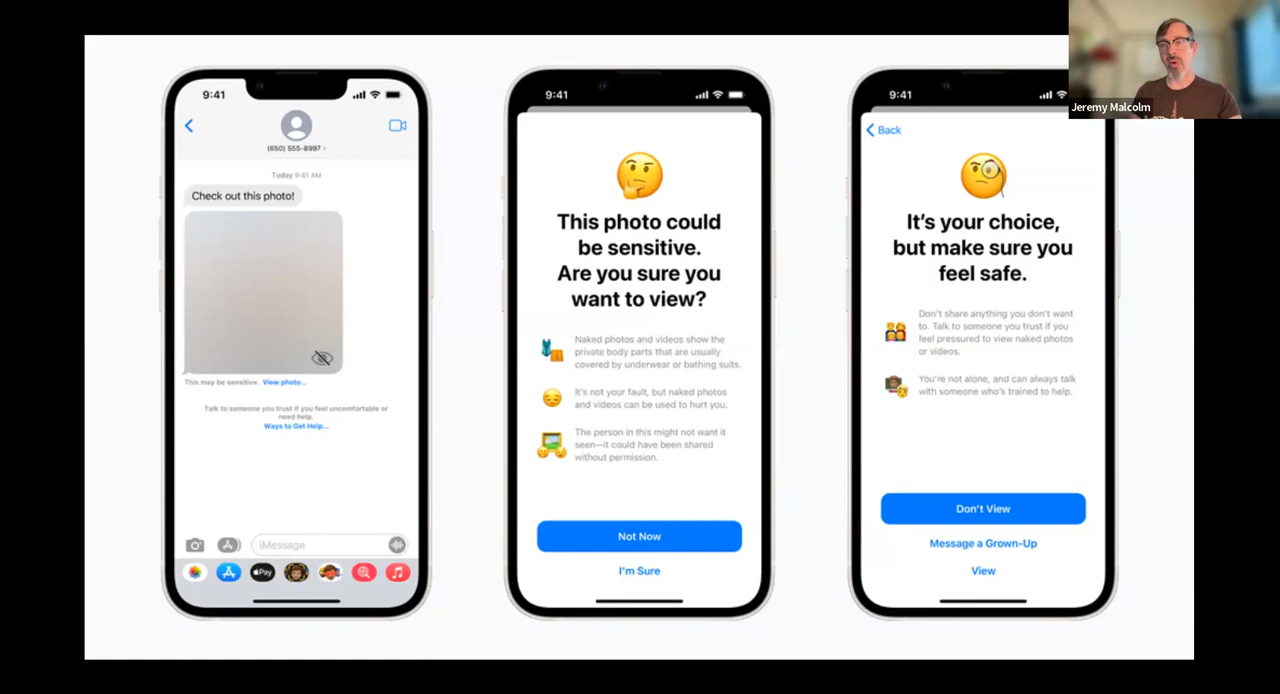 9:41
(650) 555-8997 >
Today 9:41 AM
Check out this photo!
This may be sensitive. View photo...
Talk to someone you trust if you feel uncomfortable or
need help.
Ways to Get Help...
iMessage
Pay
9:41
This photo could
be sensitive.
Are you sure you
want to view?
Naked photos and videos show the
private body parts that are usually
covered by underwear or bathing suits.
It's not your fault, but naked photos
and videos can be used to hurt you.
The person in this might not want it
seen—it could have been shared
without permission.
Not Now
I'm Sure
9:41
Back
It's your choice,
but make sure you
feel safe.
Don't share anything you don't want
to. Talk to someone you trust if you
feel pressured to view naked photos
or videos.
You're not alone, and can always talk
with someone who's trained to help.
Don't View
Message a Grown-Up
View
Jeremy Malcolm